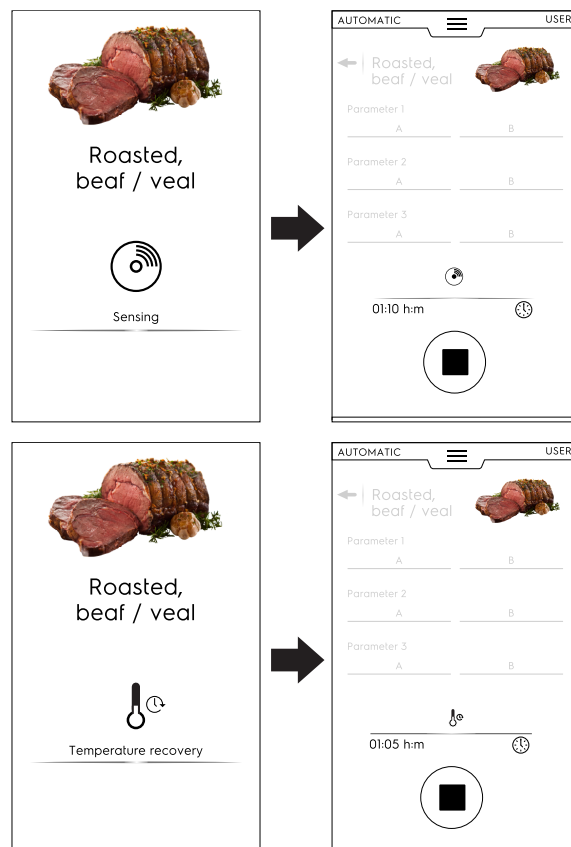 Roasted,
beaf / veal
Sensing
AUTOMATIC USER
Roasted,
beaf / veal
Parameter 1
A B
Parameter 2
A B
Parameter 3
A B
01:10 h:m
Roasted,
beaf / veal
Temperature recovery
AUTOMATIC USER
Roasted,
beaf / veal
Parameter 1
A B
Parameter 2
A B
Parameter 3
A B
01:05 h:m